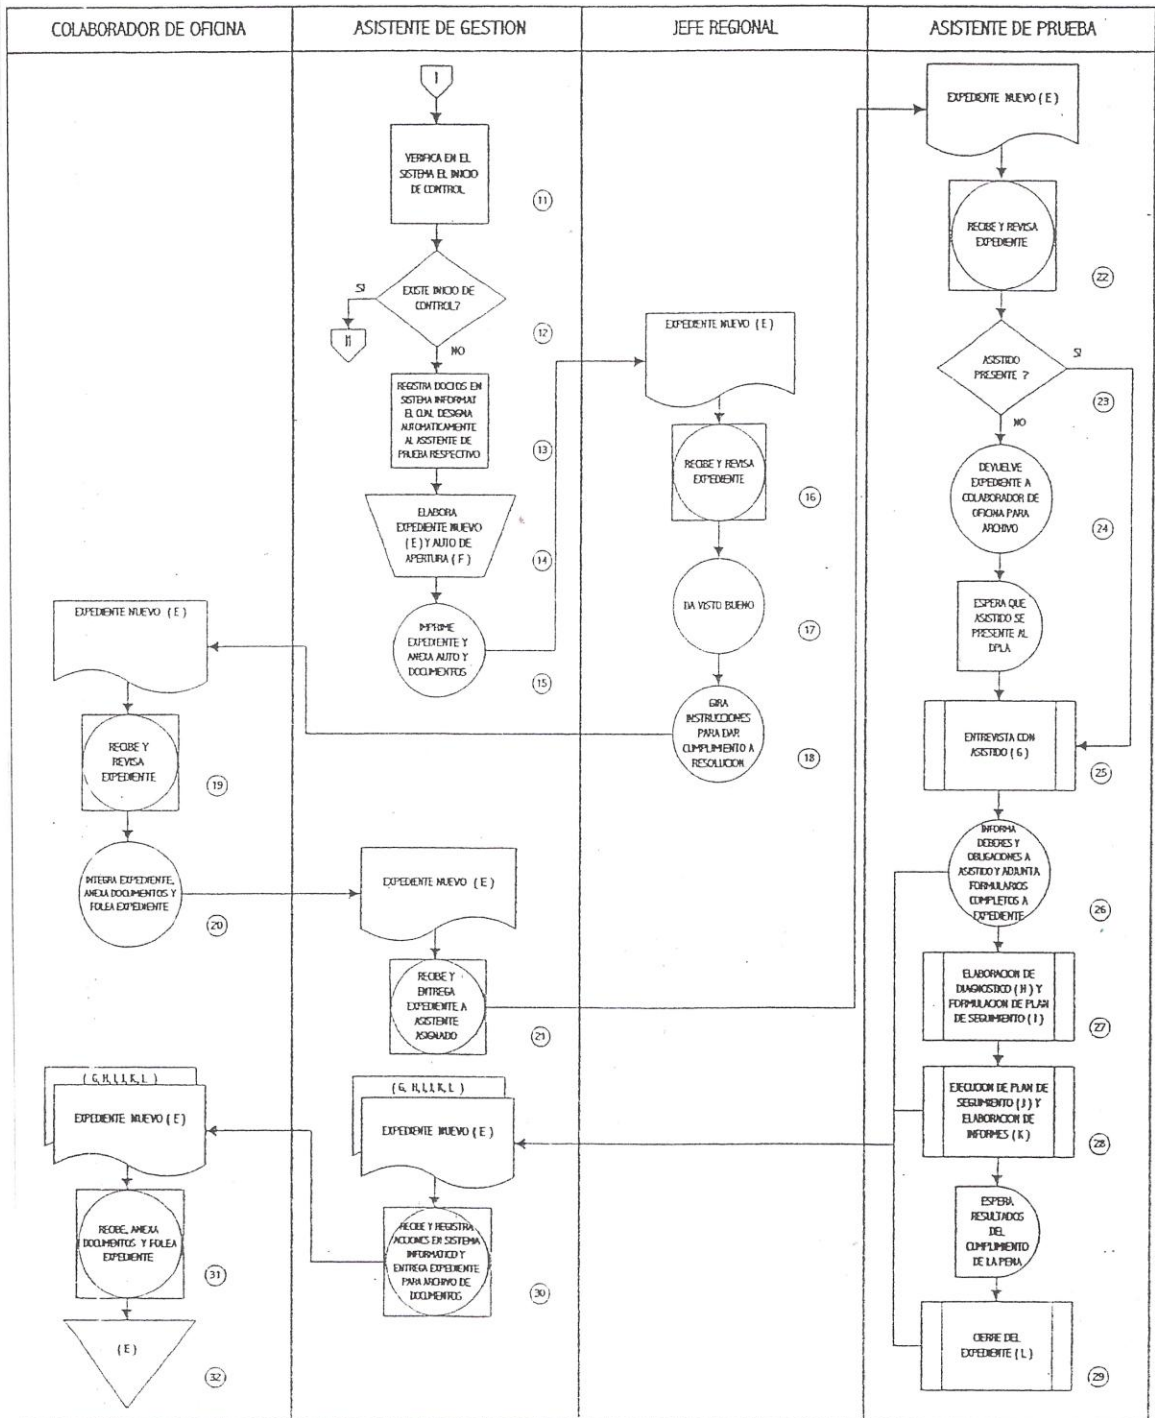 COLABORADOR DE OFICINA
ASISTENTE DE GESTION
JEFE REGIONAL
ASISTENTE DE PRUEBA
I
VERIFICA EN EL
SISTEMA EL INICIO
DE CONTROL
11
EXISTE INICIO DE
CONTROL?
SI
NO
12
REGISTRA DOCTOS EN
SISTEMA INFORMAT
EL CUAL DESIGNA
AUTOMATICAMENTE
AL ASISTENTE DE
PRUEBA RESPECTIVO
13
ELABORA
EXPEDIENTE NUEVO
(E) Y AUTO DE
APERTURA (F)
14
IMPRIME
EXPEDIENTE Y
ANEXA AUTO Y
DOCUMENTOS
15
EXPEDIENTE NUEVO (E)
RECIBE Y REVISA
EXPEDIENTE
16
DA VISTO BUENO
17
GIRA
INSTRUCCIONES
PARA DAR
CUMPLIMIENTO A
RESOLUCION
18
EXPEDIENTE NUEVO (E)
RECIBE Y
REVISA
EXPEDIENTE
19
INTEGRA EXPEDIENTE,
ANEXA DOCUMENTOS Y
FOLEA EXPEDIENTE
20
EXPEDIENTE NUEVO (E)
RECIBE Y
ENTREGA
EXPEDIENTE A
ASISTENTE
ASIGNADO
21
EXPEDIENTE NUEVO (E)
RECIBE Y REVISA
EXPEDIENTE
22
ASISTIDO
PRESENTE ?
SI
NO
23
DEVUELVE
EXPEDIENTE A
COLABORADOR DE
OFICINA PARA
ARCHIVO
24
ESPERA QUE
ASISTIDO SE
PRESENTE AL
DPLA
ENTREVISTA CON
ASISTIDO (G)
25
INFORMA
DEBERES Y
OBLIGACIONES A
ASISTIDO Y ADJUNTA
FORMULARIOS
COMPLETOS A
EXPEDIENTE
26
ELABORACION DE
DIAGNOSTICO (H) Y
FORMULACION DE PLAN
DE SEGUIMIENTO (I)
27
EJECUCION DE PLAN DE
SEGUIMIENTO (J) Y
ELABORACION DE
INFORMES (K)
28
ESPERA
RESULTADOS
DEL
CUMPLIMIENTO
DE LA PENA
CIERRE DEL
EXPEDIENTE (L)
29
(G, H, I, J, K, L)
EXPEDIENTE NUEVO (E)
RECIBE Y REGISTRA
ACCIONES EN SISTEMA
INFORMATICO Y
ENTREGA EXPEDIENTE
PARA ARCHIVO DE
DOCUMENTOS
30
(G, H, I, J, K, L)
EXPEDIENTE NUEVO (E)
RECIBE, ANEXA
DOCUMENTOS Y FOLEA
EXPEDIENTE
31
(E)
32